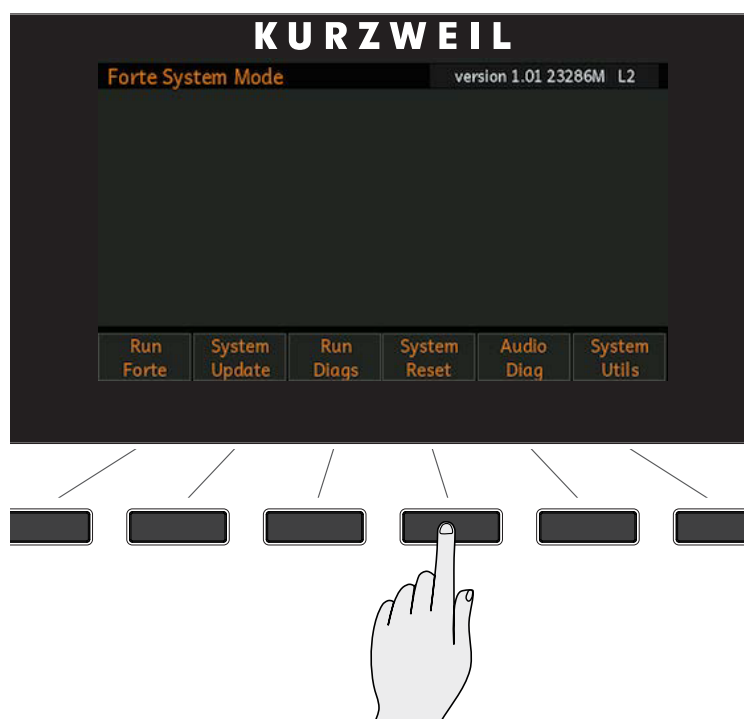 KURZWEIL
Forte System Mode version 1.01 23286M L2
Run System Run System Audio System
Forte Update Diags Reset Diag Utils